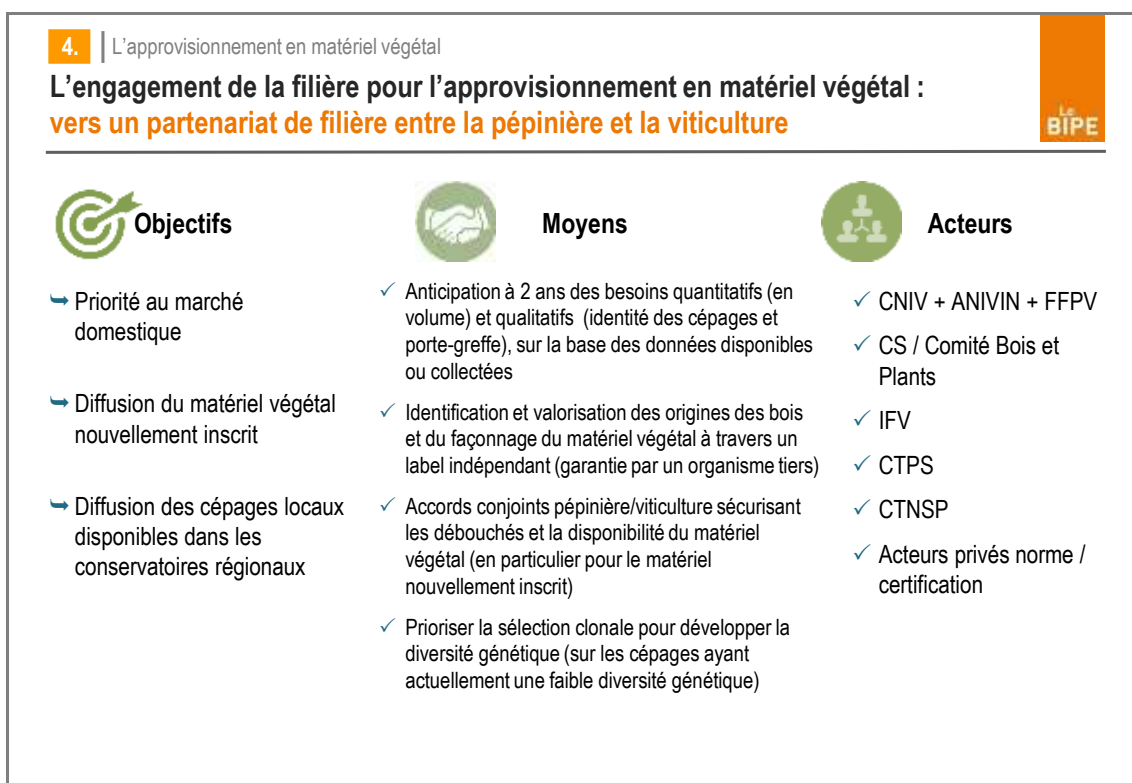 4. L'approvisionnement en matériel végétal
L'engagement de la filière pour l'approvisionnement en matériel végétal :
vers un partenariat de filière entre la pépinière et la viticulture
Le
BIPE
Objectifs
Priorité au marché
domestique
Diffusion du matériel végétal
nouvellement inscrit
Diffusion des cépages locaux
disponibles dans les
conservatoires régionaux
Moyens
✓ Anticipation à 2 ans des besoins quantitatifs (en
volume) et qualitatifs (identité des cépages et
porte-greffe), sur la base des données disponibles
ou collectées
✓ Identification et valorisation des origines des bois
et du façonnage du matériel végétal à travers un
label indépendant (garantie par un organisme tiers)
✓ Accords conjoints pépinière/viticulture sécurisant
les débouchés et la disponibilité du matériel
végétal (en particulier pour le matériel
nouvellement inscrit)
✓ Prioriser la sélection clonale pour développer la
diversité génétique (sur les cépages ayant
actuellement une faible diversité génétique)
Acteurs
✓ CNIV + ANIVIN + FFPV
✓ CS / Comité Bois et
Plants
✓ IFV
✓ CTPS
✓ CTNSP
✓ Acteurs privés norme /
certification